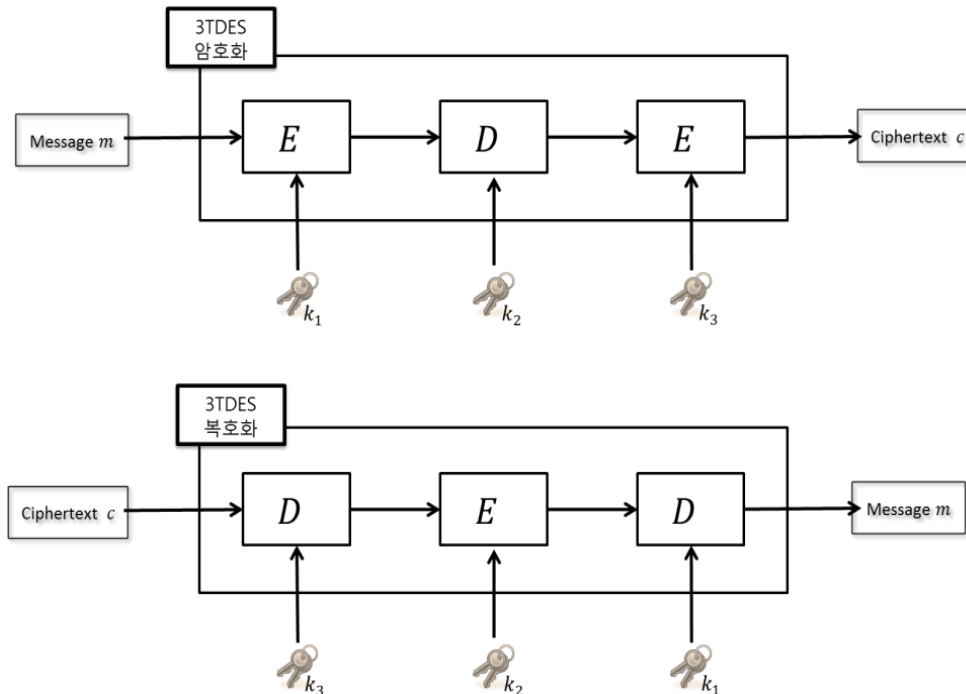 3TDES
암호화
Message m
E
D
E
Ciphertext c
k₁
k₂
k₃
3TDES
복호화
Ciphertext c
D
E
D
Message m
k₃
k₂
k₁